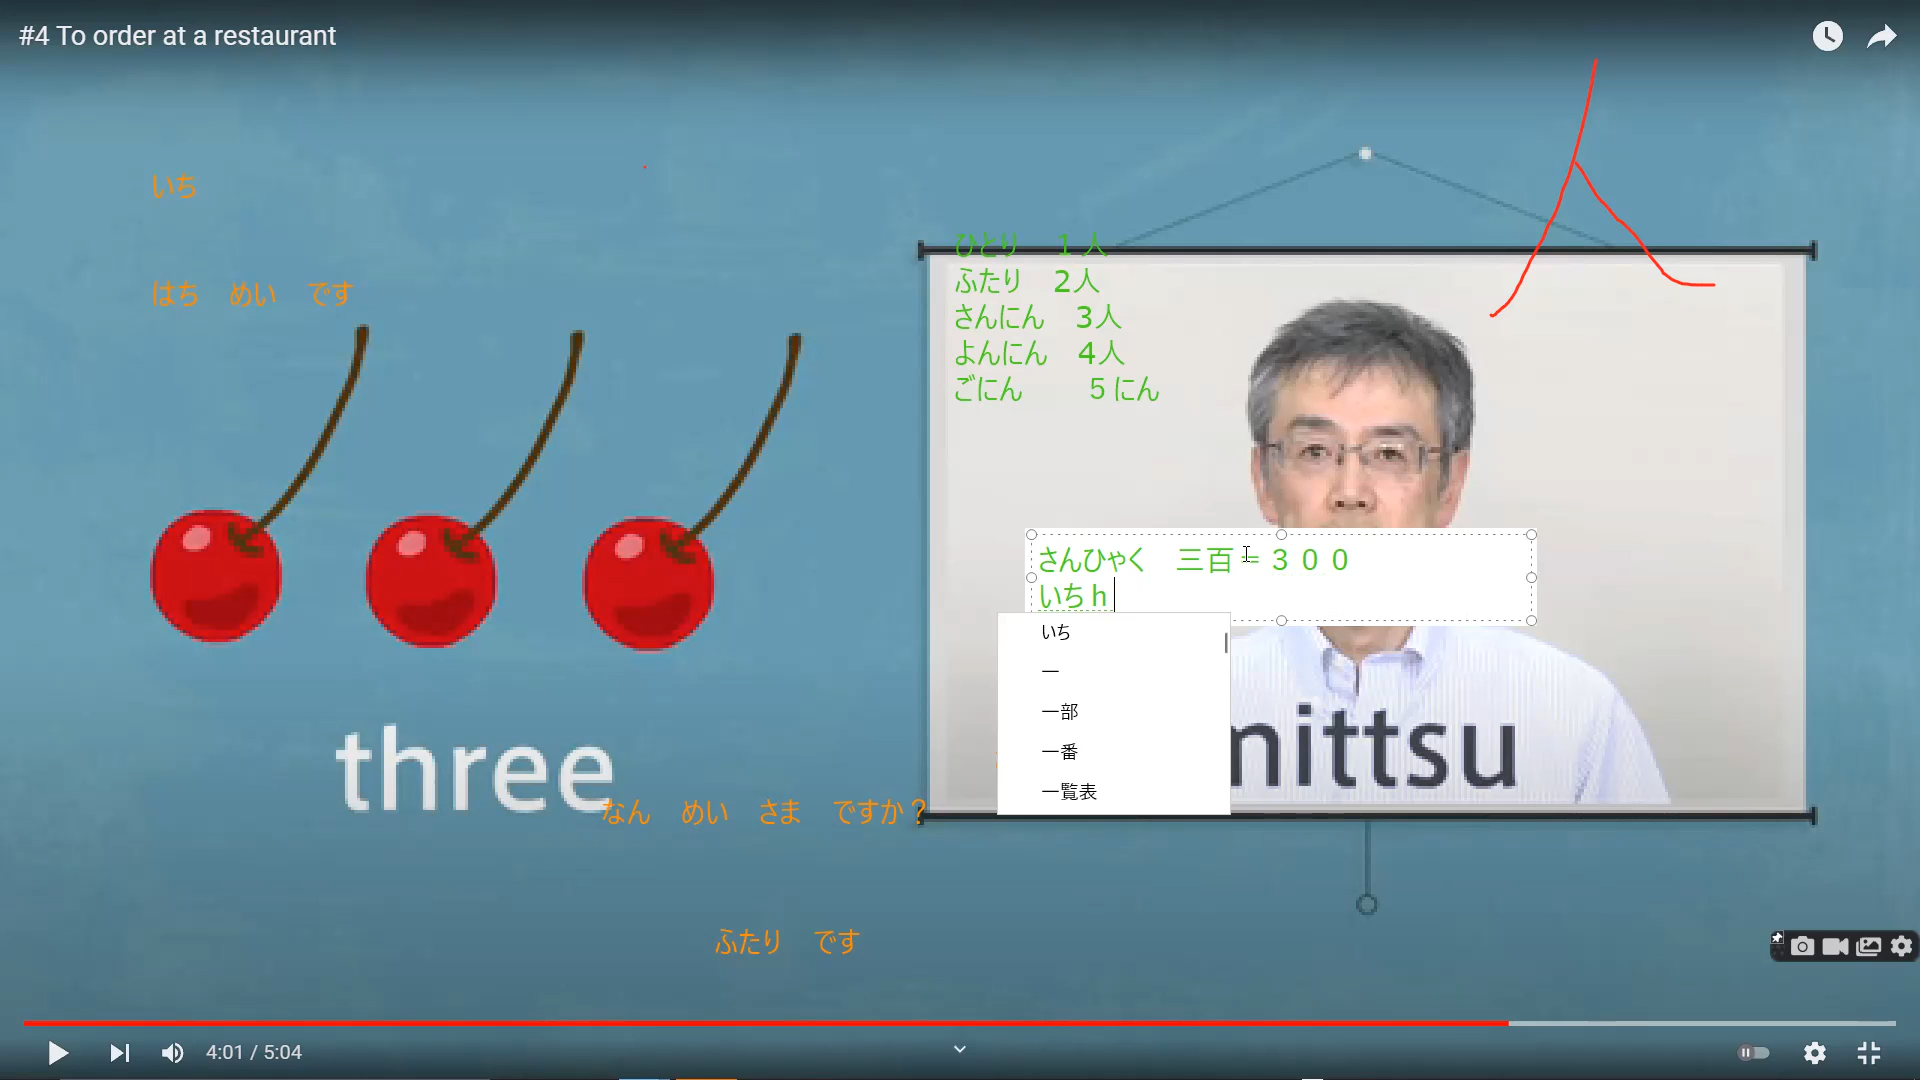 #4 To order at a restaurant
いち
はち　めい　です
ひとり　１人
ふたり　2人
さんにん　3人
よんにん　4人
ごにん　　５にん
さんひゃく　三百＝３００
いちｈ
いち
一
一部
一番
一覧表
three
mittsu
なん　めい　さま　ですか？
ふたり　です
4:01 / 5:04